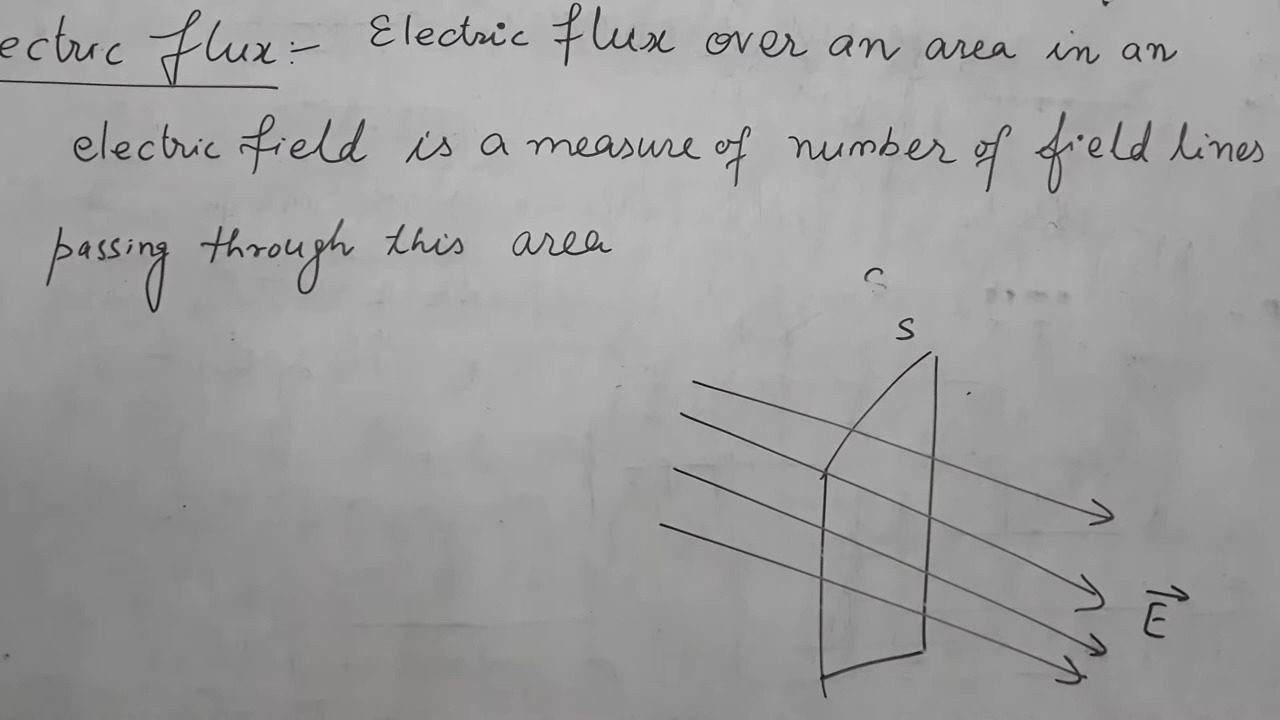 ectric flux:- Electric flux over an area in an
electric field is a measure of number of field lines
passing through this area
S
E